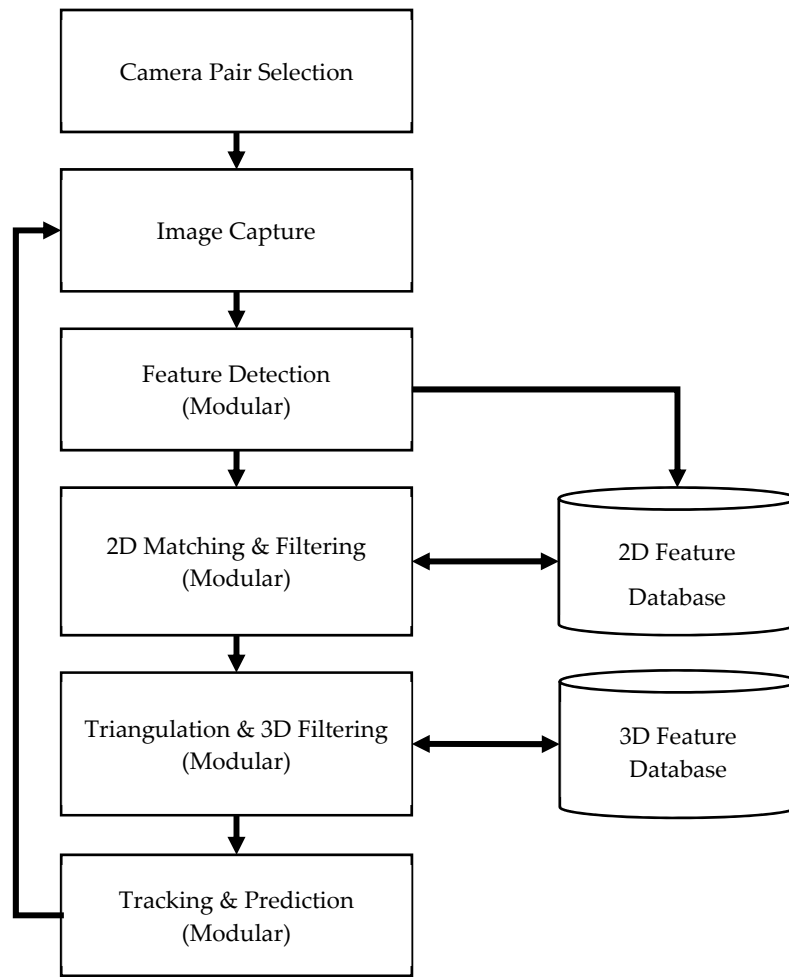 Camera Pair Selection
Image Capture
Feature Detection
(Modular)
2D Matching & Filtering
(Modular)
2D Feature
Database
Triangulation & 3D Filtering
(Modular)
3D Feature
Database
Tracking & Prediction
(Modular)